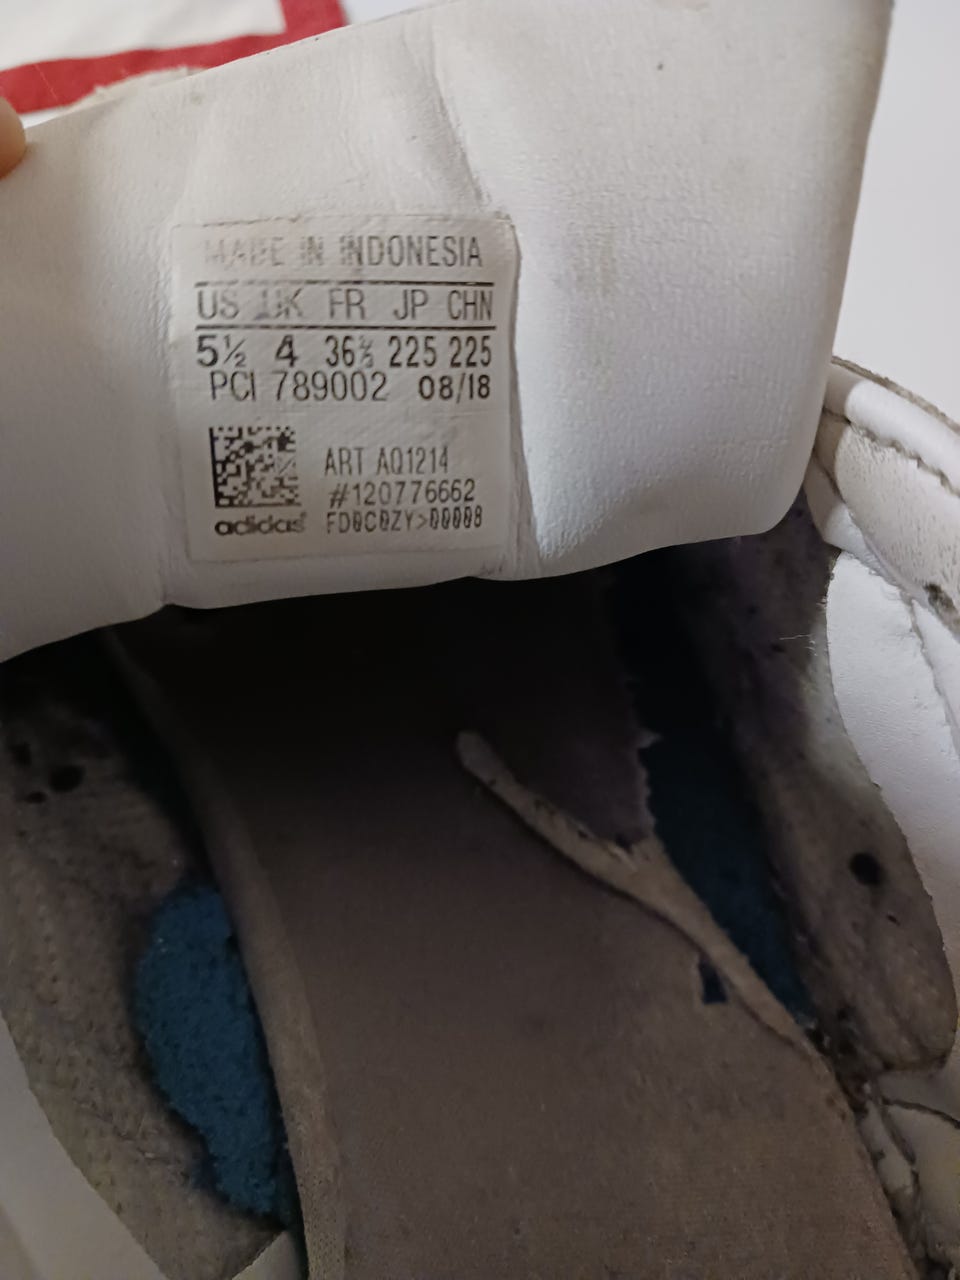 MADE IN INDONESIA
US UK FR JP CHN
5½ 4 36⅔ 225 225
PCI 789002 08/18
ART AQ1214
#120776662
adidas FD0C0ZY>00008